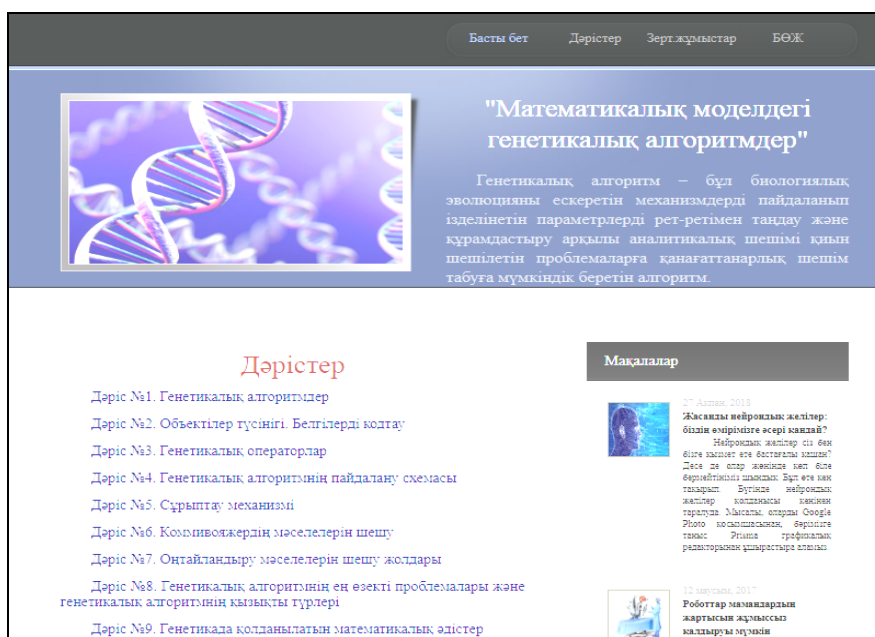 Басты бет Дәрістер Зерт.жұмыстар БӨЖ
"Математикалық моделдегі
генетикалық алгоритмдер"
Генетикалық алгоритм – бұл биологиялық
эволюцияны ескеретін механизмдерді пайдаланып
ізделінетін параметрлерді рет-ретімен таңдау және
құрамдастыру арқылы аналитикалық шешімі қиын
шешілетін проблемаларға қанағаттанарлық шешім
табуға мүмкіндік беретін алгоритм.
Дәрістер
Дәріс №1. Генетикалық алгоритмдер
Дәріс №2. Объектілер түсінігі. Белгілерді кодтау
Дәріс №3. Генетикалық операторлар
Дәріс №4. Генетикалық алгоритмнің пайдалану схемасы
Дәріс №5. Сұрыптау механизмі
Дәріс №6. Коммивояжердің мәселелерін шешу
Дәріс №7. Оңтайландыру мәселелерін шешу жолдары
Дәріс №8. Генетикалық алгоритмнің ең өзекті проблемалары және
генетикалық алгоритмнің қызықты түрлері
Дәріс №9. Генетикада қолданылатын математикалық әдістер
Мақалалар
27 Ақпан, 2018
Жасанды нейрондық желілер:
біздің өмірімізге әсері қандай?
Нейрондық желілер сіз бен
бізге қызмет ете бастағалы қашан?
Десе де олар жөнінде көп біле
бермейтініміз шындық. Бұл өте кең
тақырып. Бүгінде нейрондық
желілер қолданысы кеңінен
таралуда. Мысалы, оларды Google
Photo қосымшасынан, бәрімізге
таныс Prisma графикалық
редакторынан ұшырастыра аламыз
12 маусым, 2017
Роботтар мамандардың
жартысын жұмыссыз
қалдыруы мүмкін